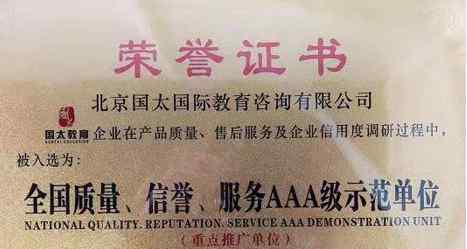 荣誉证书
北京国太国际教育咨询有限公司
国太教育
企业在产品质量、售后服务及企业信用度调研过程中,
被入选为:
全国质量、信誉、服务AAA级示范单位
NATIONAL QUALITY. REPUTATION. SERVICE AAA DEMONSTRATION UNIT
(重点推广单位)